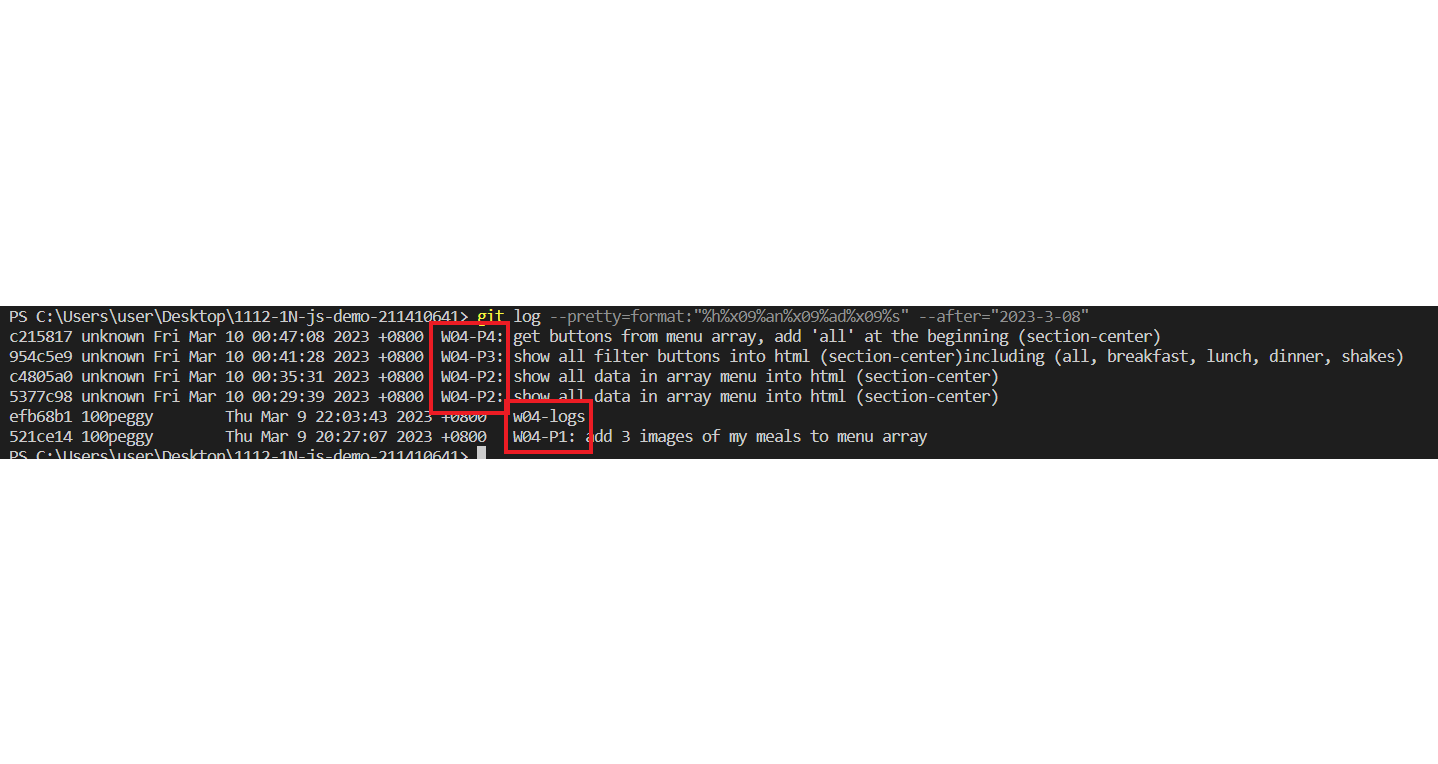 PS C:\Users\user\Desktop\1112-1N-js-demo-211410641> git log --pretty=format:"%h%x09%an%x09%ad%x09%s" --after="2023-3-08"
c215817 unknown Fri Mar 10 00:47:08 2023 +0800 W04-P4: get buttons from menu array, add 'all' at the beginning (section-center)
954c5e9 unknown Fri Mar 10 00:41:28 2023 +0800 W04-P3: show all filter buttons into html (section-center)including (all, breakfast, lunch, dinner, shakes)
c4805a0 unknown Fri Mar 10 00:35:31 2023 +0800 W04-P2: show all data in array menu into html (section-center)
5377c98 unknown Fri Mar 10 00:29:39 2023 +0800 W04-P2: show all data in array menu into html (section-center)
efb68b1 100peggy Thu Mar 9 22:03:43 2023 +0800 W04-logs
521ce14 100peggy Thu Mar 9 20:27:07 2023 +0800 W04-P1: add 3 images of my meals to menu array
PS C:\Users\user\Desktop\1112-1N-js-demo-211410641>